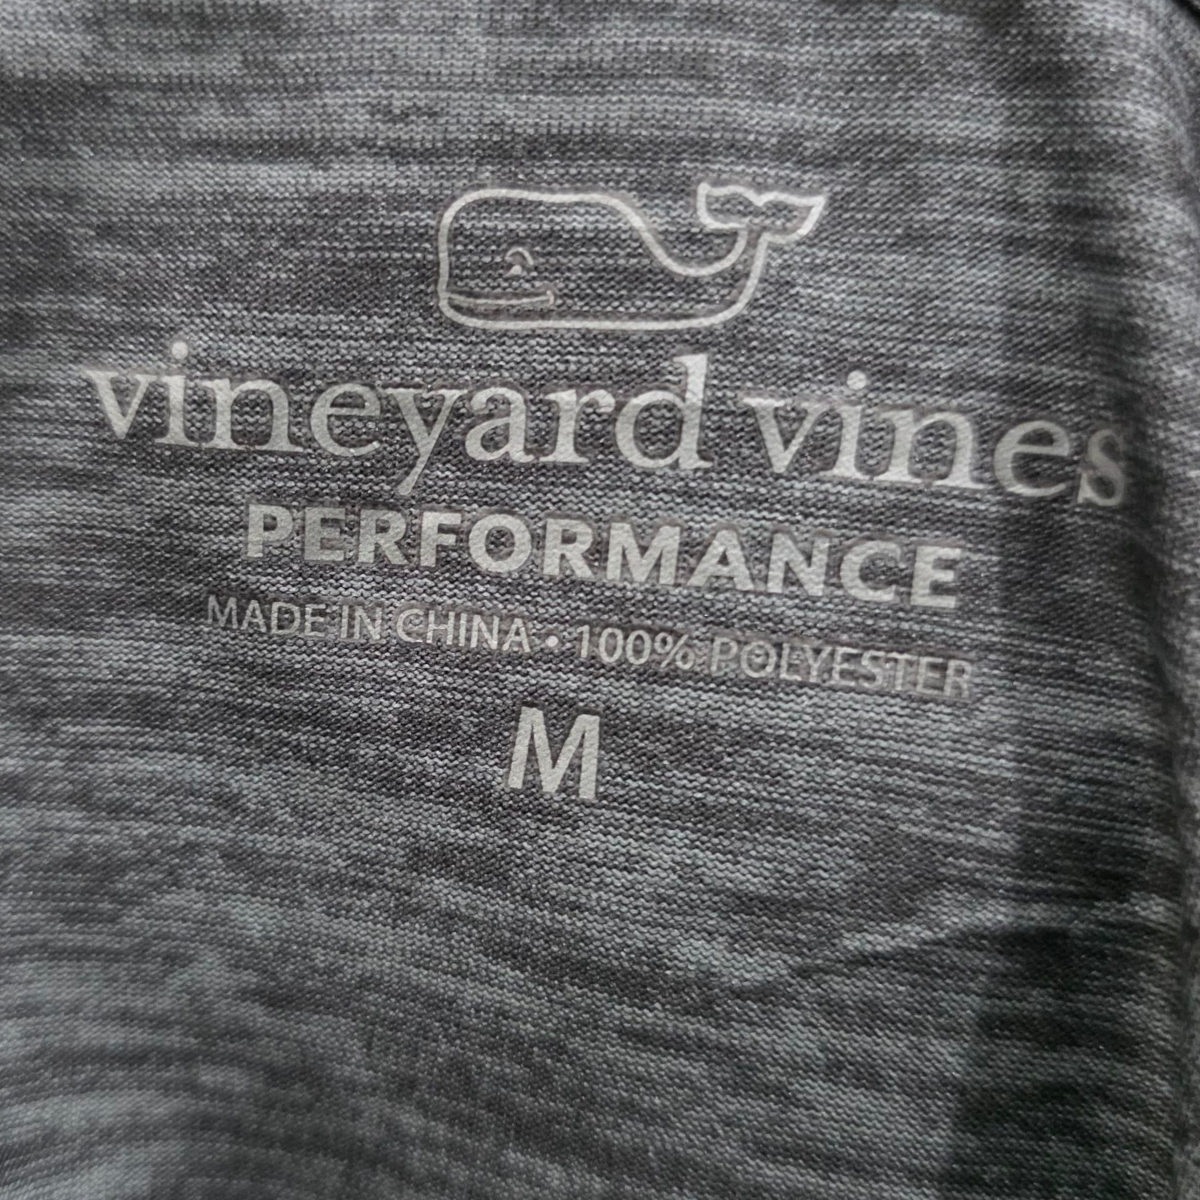 vineyard vines
PERFORMANCE
MADE IN CHINA • 100% POLYESTER
M